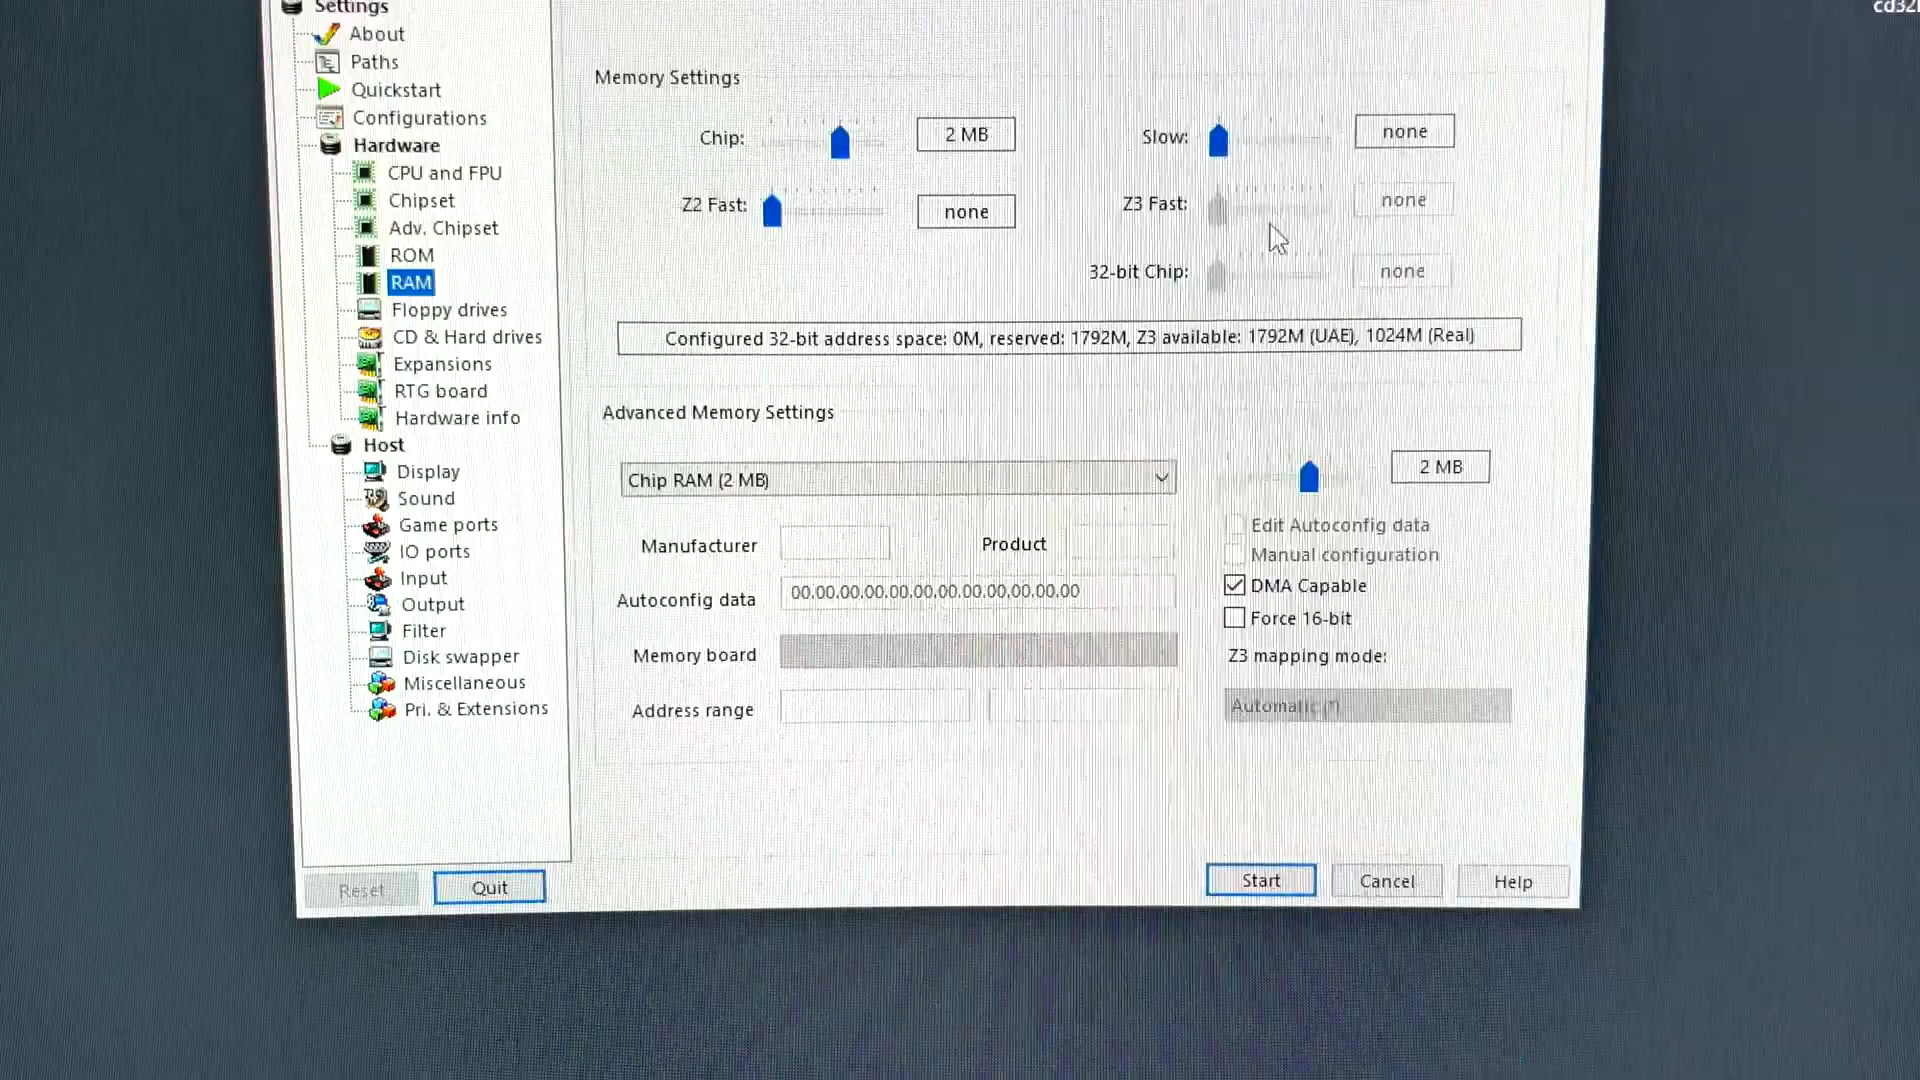 cd32
Settings
About
Paths
Quickstart
Configurations
Hardware
CPU and FPU
Chipset
Adv. Chipset
ROM
RAM
Floppy drives
CD & Hard drives
Expansions
RTG board
Hardware info
Host
Display
Sound
Game ports
IO ports
Input
Output
Filter
Disk swapper
Miscellaneous
Pri. & Extensions
Reset
Quit
Memory Settings
Chip: 2 MB
Slow: none
Z2 Fast: none
Z3 Fast: none
32-bit Chip: none
Configured 32-bit address space: 0M, reserved: 1792M, Z3 available: 1792M (UAE), 1024M (Real)
Advanced Memory Settings
Chip RAM (2 MB)
2 MB
Manufacturer
Product
Edit Autoconfig data
Manual configuration
Autoconfig data 00.00.00.00.00.00.00.00.00.00.00.00
DMA Capable
Force 16-bit
Memory board
Z3 mapping mode:
Address range
Automatic (*)
Start
Cancel
Help